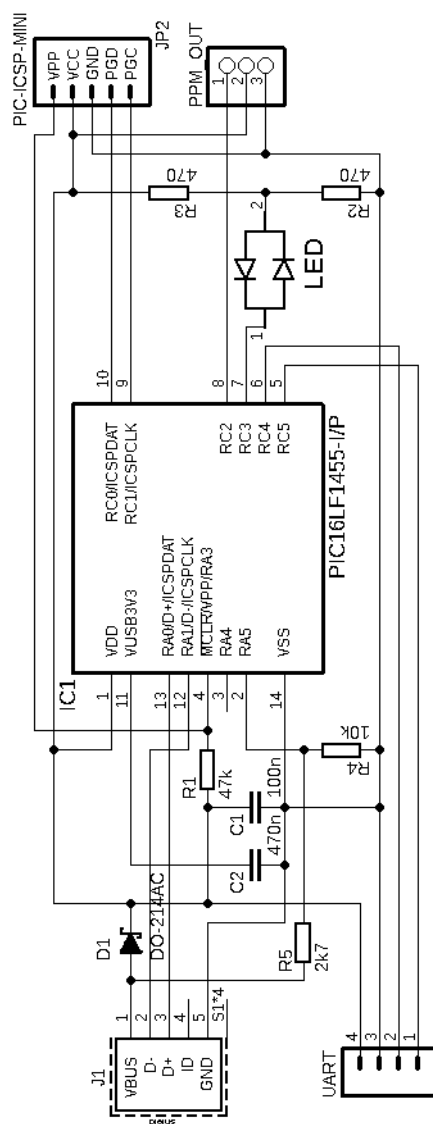 PIC-ICSP-MINI
JP2
VPP
VCC
GND
PGD
PGC
PPM_OUT
1
2
3
470
R3
470
R2
2
1
LED
10
9
8
7
6
5
RC0/ICSPDAT
RC1/ICSPCLK
RC2
RC3
RC4
RC5
PIC16LF1455-I/P
IC1
VDD
VUSB3V3
RA0/D+/ICSPDAT
RA1/D-/ICSPCLK
MCLR/VPP/RA3
RA4
RA5
VSS
1
11
13
12
4
3
2
14
R1
47k
C1
100n
C2
470n
R4
10k
R5
2k7
D1
DO-214AC
J1
VBUS
D-
D+
ID
GND
1
2
3
4
5
S1*4
shield
UART
4
3
2
1